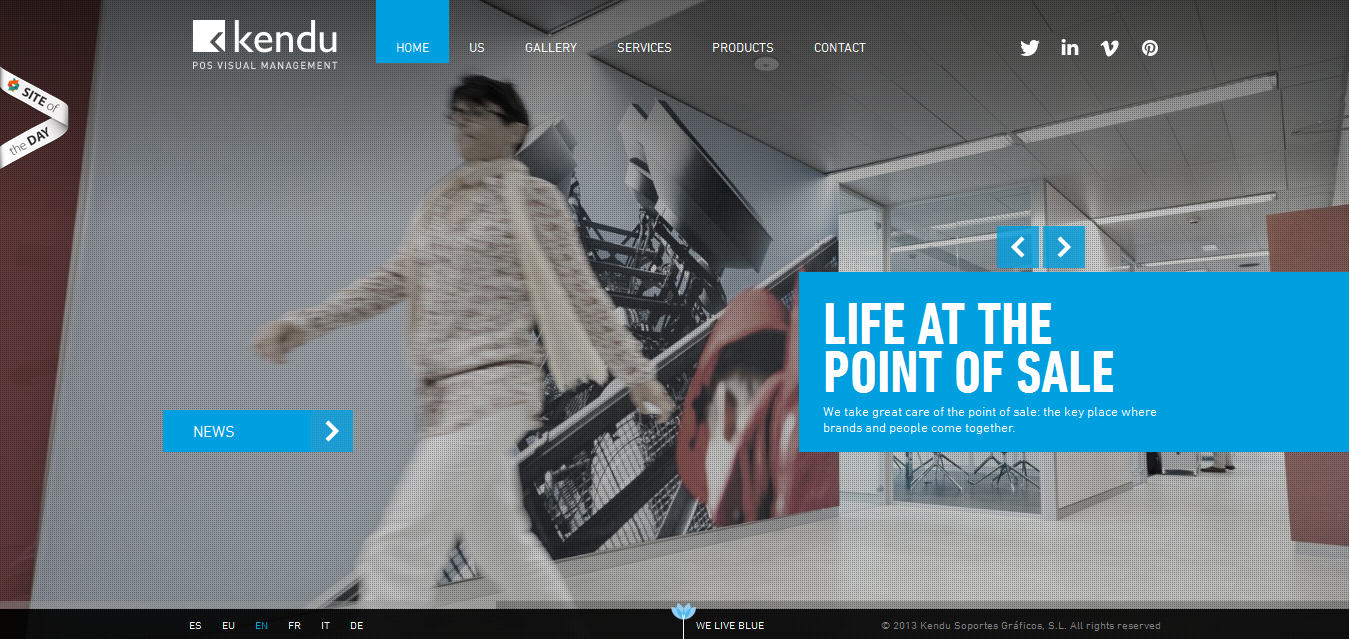 kendu
POS VISUAL MANAGEMENT
HOME
US
GALLERY
SERVICES
PRODUCTS
CONTACT
SITE of
the DAY
LIFE AT THE
POINT OF SALE
We take great care of the point of sale: the key place where
brands and people come together.
NEWS
ES
EU
EN
FR
IT
DE
WE LIVE BLUE
© 2013 Kendu Soportes Gráficos, S.L. All rights reserved